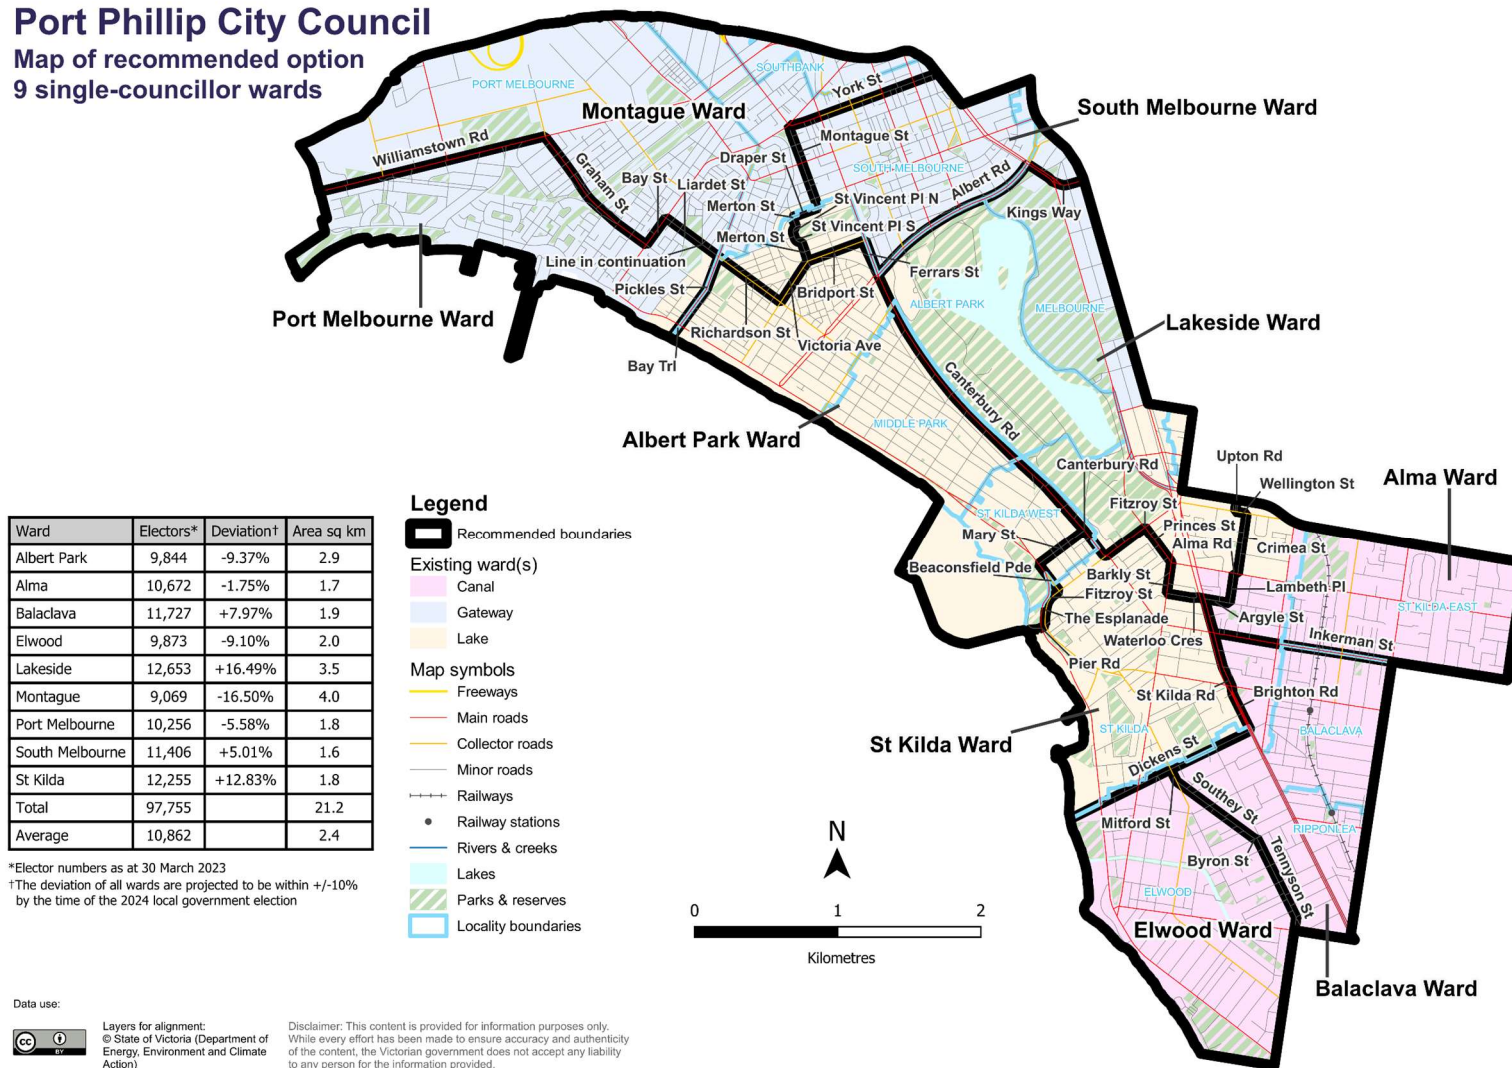 Port Phillip City Council
Map of recommended option
9 single-councillor wards
PORT MELBOURNE
SOUTHBANK
York St
Montague Ward
South Melbourne Ward
Williamstown Rd
Montague St
Draper St
SOUTH MELBOURNE
Graham St
Bay St
Liardet St
Albert Rd
Merton St
St Vincent Pl N
Kings Way
St Vincent Pl S
Merton St
Line in continuation
Ferrars St
Pickles St
Bridport St
ALBERT PARK
MELBOURNE
Port Melbourne Ward
Lakeside Ward
Richardson St
Victoria Ave
Bay Trl
Canterbury Rd
MIDDLE PARK
Albert Park Ward
Canterbury Rd
Upton Rd
Alma Ward
Wellington St
Fitzroy St
ST KILDA WEST
Princes St
Mary St
Alma Rd
Crimea St
Beaconsfield Pde
Barkly St
Lambeth Pl
Fitzroy St
ST KILDA EAST
The Esplanade
Argyle St
Waterloo Cres
Inkerman St
Pier Rd
St Kilda Rd
Brighton Rd
ST KILDA
BALACLAVA
St Kilda Ward
Dickens St
Southey St
Mitford St
RIPPONLEA
Byron St
Tennyson St
ELWOOD
Elwood Ward
Balaclava Ward
Ward Electors* Deviation† Area sq km
Albert Park 9,844 -9.37% 2.9
Alma 10,672 -1.75% 1.7
Balaclava 11,727 +7.97% 1.9
Elwood 9,873 -9.10% 2.0
Lakeside 12,653 +16.49% 3.5
Montague 9,069 -16.50% 4.0
Port Melbourne 10,256 -5.58% 1.8
South Melbourne 11,406 +5.01% 1.6
St Kilda 12,255 +12.83% 1.8
Total 97,755 21.2
Average 10,862 2.4
*Elector numbers as at 30 March 2023
†The deviation of all wards are projected to be within +/-10%
by the time of the 2024 local government election
Legend
Recommended boundaries
Existing ward(s)
Canal
Gateway
Lake
Map symbols
Freeways
Main roads
Collector roads
Minor roads
Railways
Railway stations
Rivers & creeks
Lakes
Parks & reserves
Locality boundaries
N
0 1 2
Kilometres
Data use:
cc BY
Layers for alignment:
© State of Victoria (Department of
Energy, Environment and Climate
Action)
Disclaimer: This content is provided for information purposes only.
While every effort has been made to ensure accuracy and authenticity
of the content, the Victorian government does not accept any liability
to any person for the information provided.